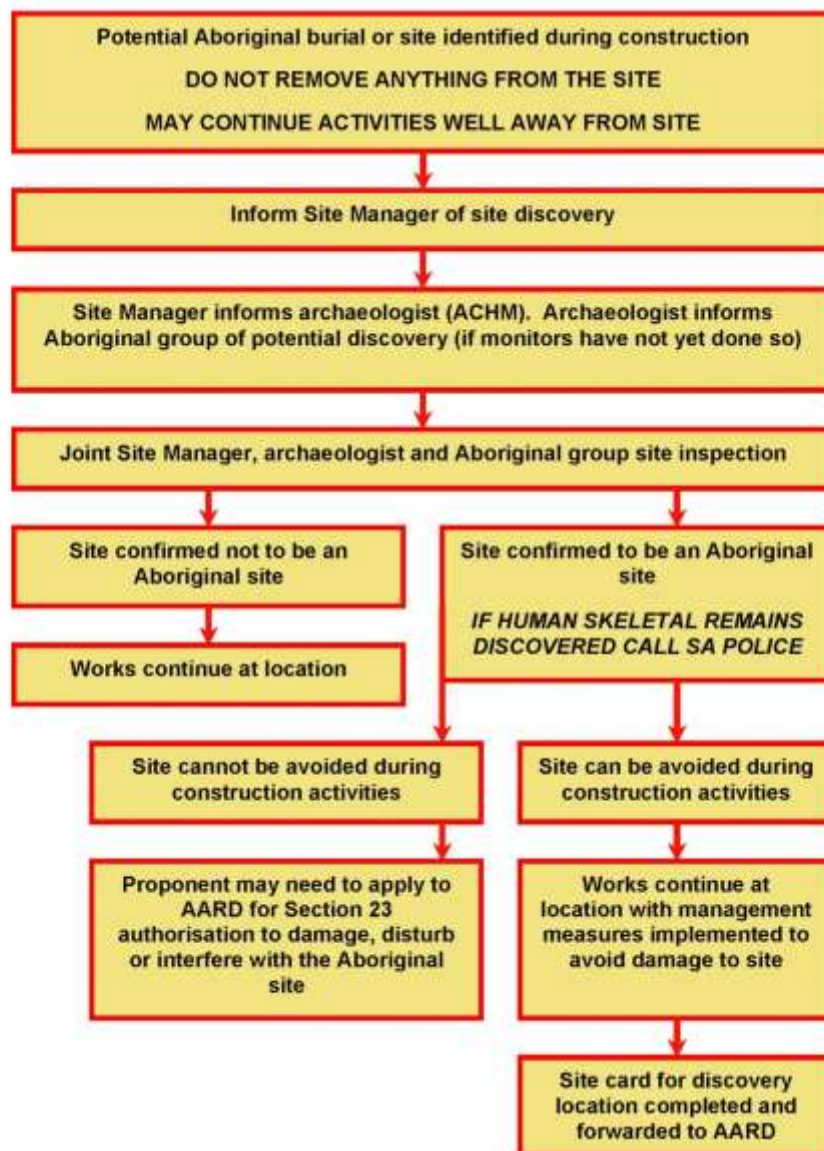 Potential Aboriginal burial or site identified during construction
DO NOT REMOVE ANYTHING FROM THE SITE
MAY CONTINUE ACTIVITIES WELL AWAY FROM SITE
Inform Site Manager of site discovery
Site Manager informs archaeologist (ACHM). Archaeologist informs
Aboriginal group of potential discovery (if monitors have not yet done so)
Joint Site Manager, archaeologist and Aboriginal group site inspection
Site confirmed not to be an
Aboriginal site
Works continue at location
Site confirmed to be an Aboriginal
site
IF HUMAN SKELETAL REMAINS
DISCOVERED CALL SA POLICE
Site cannot be avoided during
construction activities
Proponent may need to apply to
AARD for Section 23
authorisation to damage, disturb
or interfere with the Aboriginal
site
Site can be avoided during
construction activities
Works continue at
location with management
measures implemented to
avoid damage to site
Site card for discovery
location completed and
forwarded to AARD